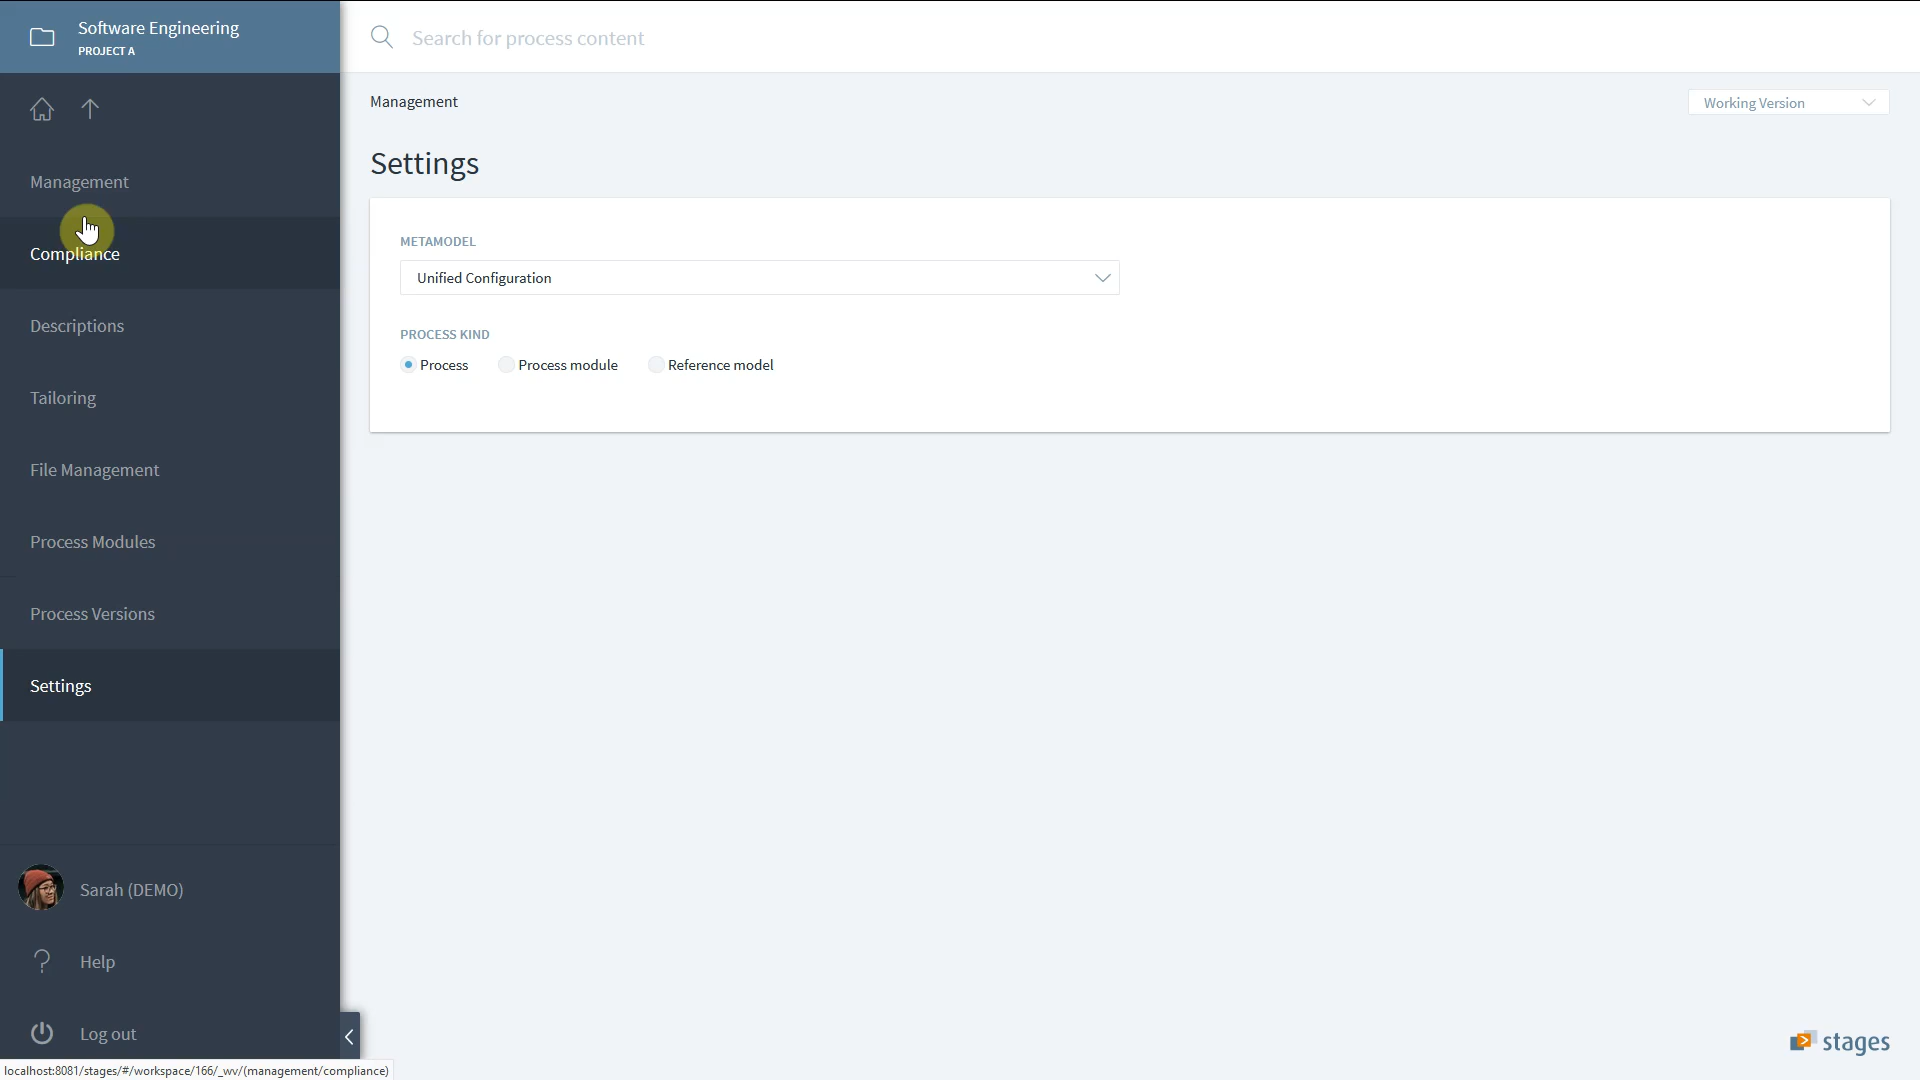 Software Engineering
PROJECT A
Search for process content
Management
Working Version
Settings
METAMODEL
Unified Configuration
PROCESS KIND
Process
Process module
Reference model
Management
Compliance
Descriptions
Tailoring
File Management
Process Modules
Process Versions
Settings
Sarah (DEMO)
? Help
Log out
stages
localhost:8081/stages/#/workspace/166/_wv/(management/compliance)